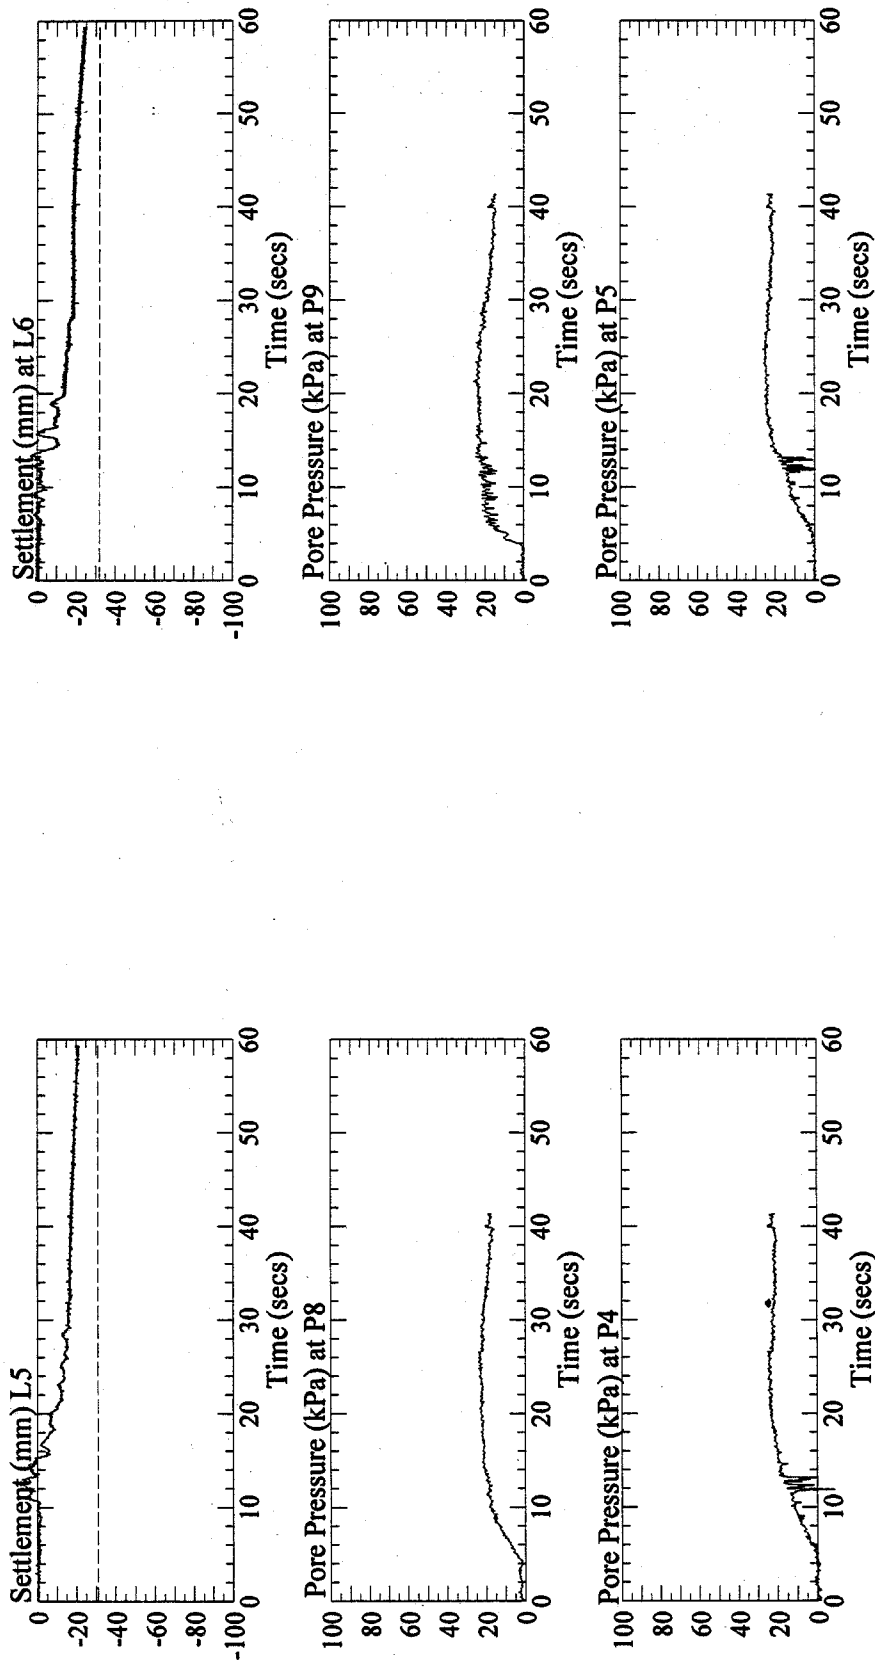 Settlement (mm) L5
0
-20
-40
-60
-80
-100
0 10 20 30 40 50 60
Time (secs)
Pore Pressure (kPa) at P8
100
80
60
40
20
0
0 10 20 30 40 50 60
Time (secs)
Pore Pressure (kPa) at P4
100
80
60
40
20
0
0 10 20 30 40 50 60
Time (secs)
Settlement (mm) at L6
0
-20
-40
-60
-80
-100
0 10 20 30 40 50 60
Time (secs)
Pore Pressure (kPa) at P9
100
80
60
40
20
0
0 10 20 30 40 50 60
Time (secs)
Pore Pressure (kPa) at P5
100
80
60
40
20
0
0 10 20 30 40 50 60
Time (secs)